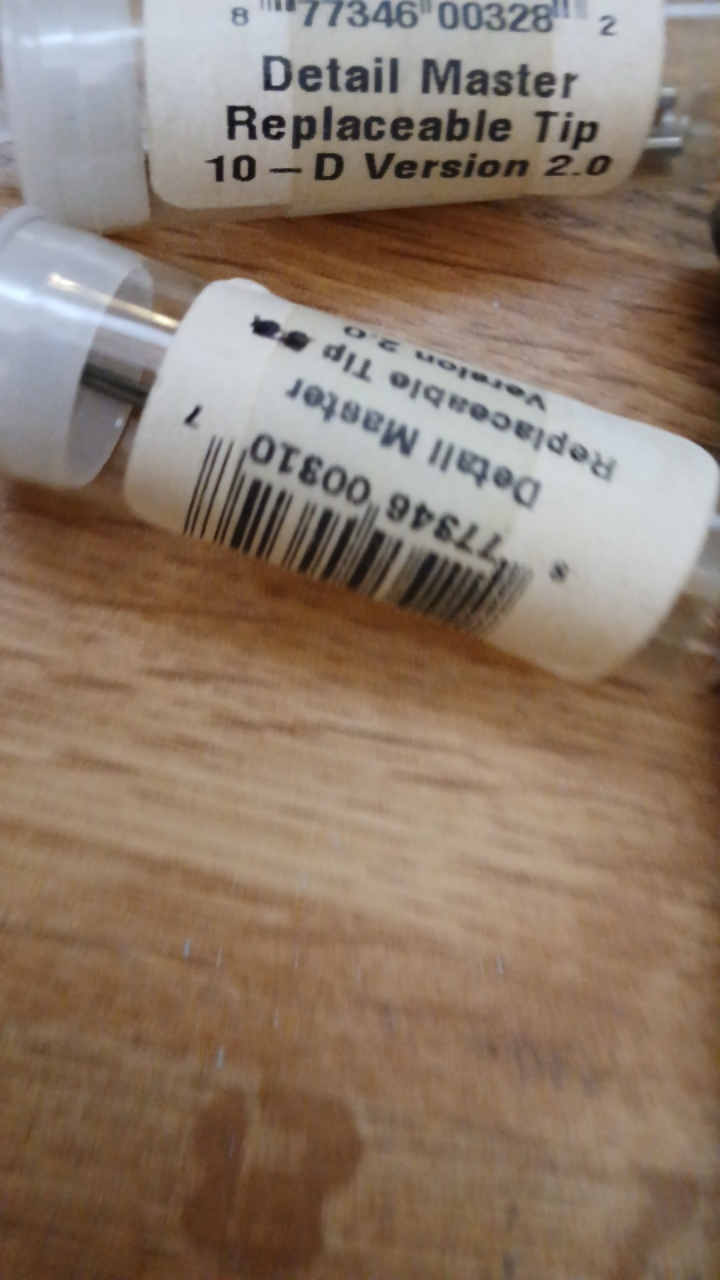 8 77346 00328 2
Detail Master
Replaceable Tip
10 – D Version 2.0
8 77346 00310 7
Detail Master
Replaceable Tip
Version 2.0